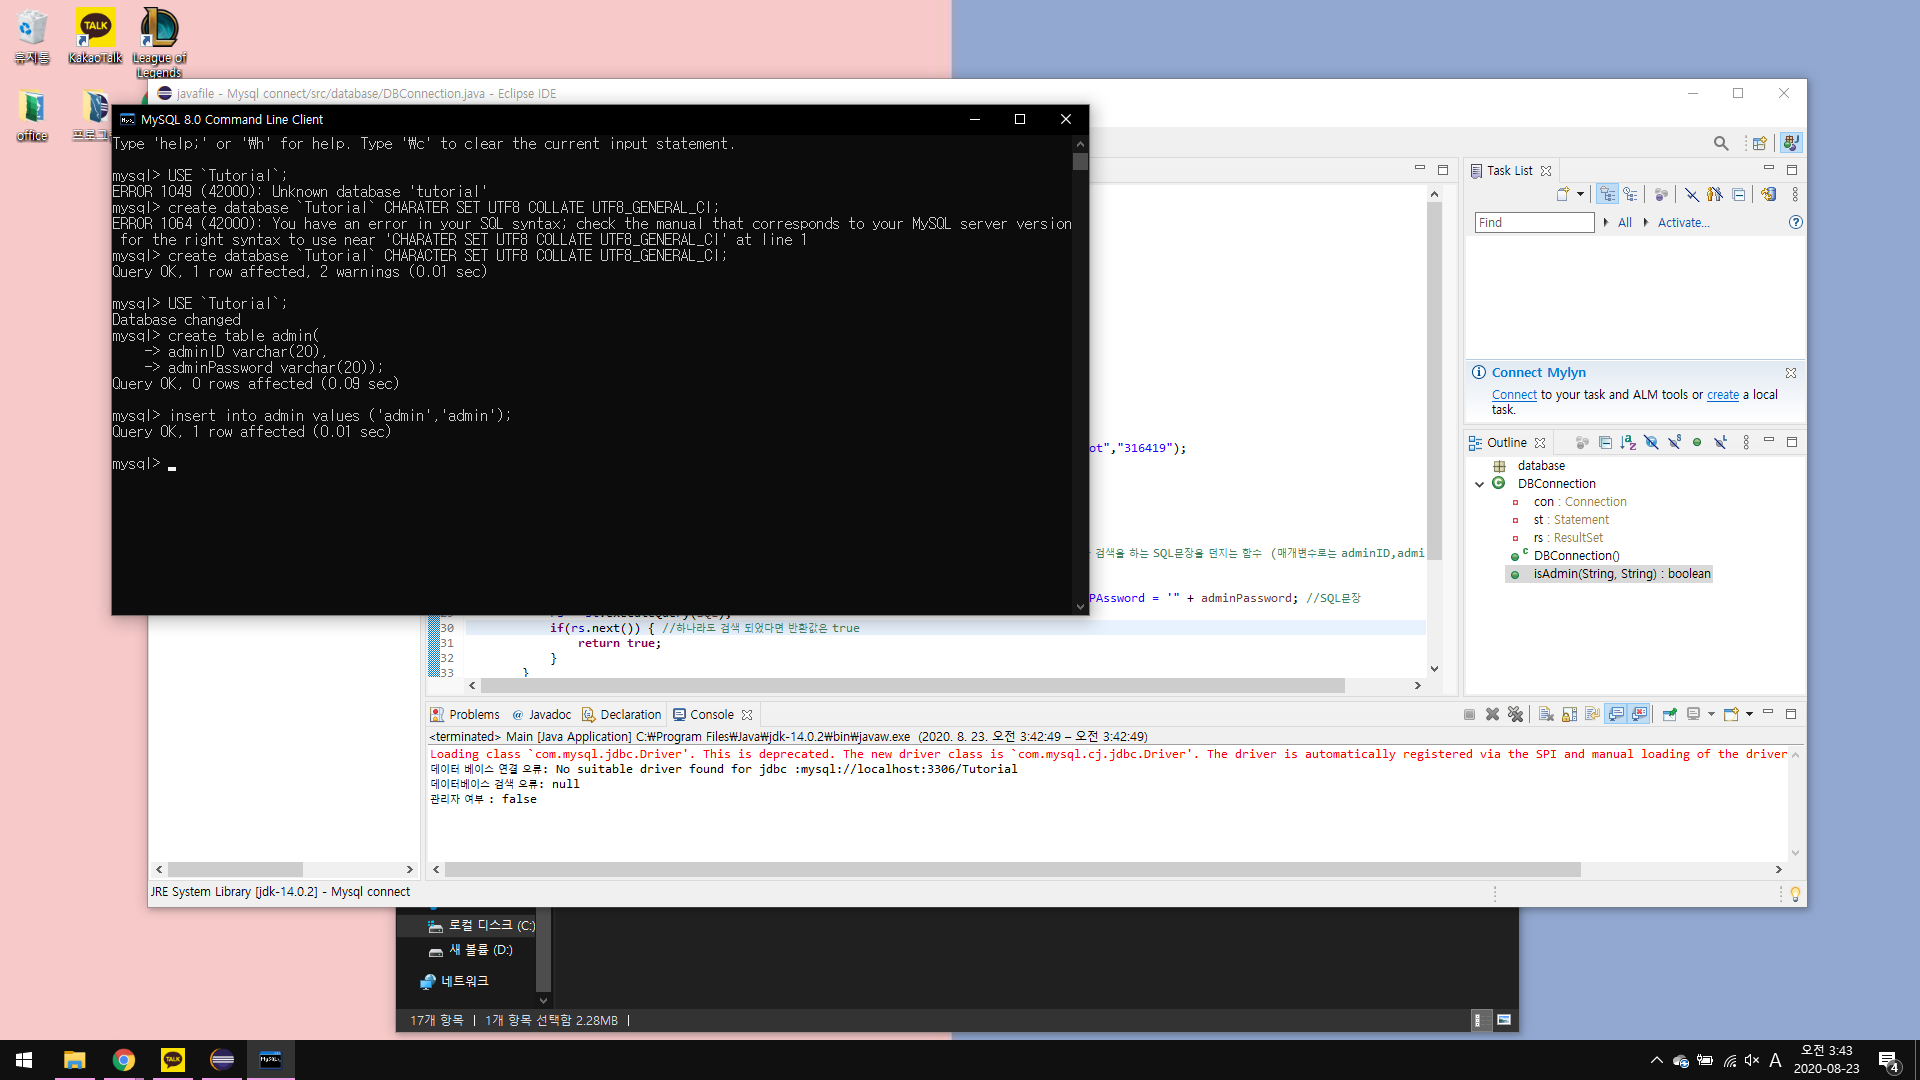 휴지통
KakaoTalk
League of Legends
office
프로그
javafile - Mysql connect/src/database/DBConnection.java - Eclipse IDE
MySQL 8.0 Command Line Client
Type 'help;' or '₩h' for help. Type '₩c' to clear the current input statement.
mysql> USE `Tutorial`;
ERROR 1049 (42000): Unknown database 'tutorial'
mysql> create database `Tutorial` CHARATER SET UTF8 COLLATE UTF8_GENERAL_CI;
ERROR 1064 (42000): You have an error in your SQL syntax; check the manual that corresponds to your MySQL server version
for the right syntax to use near 'CHARATER SET UTF8 COLLATE UTF8_GENERAL_CI' at line 1
mysql> create database `Tutorial` CHARACTER SET UTF8 COLLATE UTF8_GENERAL_CI;
Query OK, 1 row affected, 2 warnings (0.01 sec)
mysql> USE `Tutorial`;
Database changed
mysql> create table admin(
-> adminID varchar(20),
-> adminPassword varchar(20));
Query OK, 0 rows affected (0.09 sec)
mysql> insert into admin values ('admin','admin');
Query OK, 1 row affected (0.01 sec)
mysql>
ot","316419");
검색을 하는 SQL문장을 던지는 함수 (매개변수로는 adminID,admi
PAssword = '" + adminPassword; //SQL문장
30 if(rs.next()) { //하나라도 검색 되었다면 반환값은 true
31 return true;
32 }
33 }
Task List
Find
All
Activate...
Connect Mylyn
Connect to your task and ALM tools or create a local
task.
Outline
database
DBConnection
con : Connection
st : Statement
rs : ResultSet
DBConnection()
isAdmin(String, String) : boolean
Problems @ Javadoc Declaration Console
<terminated> Main [Java Application] C:₩Program Files₩Java₩jdk-14.0.2₩bin₩javaw.exe (2020. 8. 23. 오전 3:42:49 – 오전 3:42:49)
Loading class `com.mysql.jdbc.Driver'. This is deprecated. The new driver class is `com.mysql.cj.jdbc.Driver'. The driver is automatically registered via the SPI and manual loading of the driver
데이터 베이스 연결 오류: No suitable driver found for jdbc :mysql://localhost:3306/Tutorial
데이터베이스 검색 오류: null
관리자 여부 : false
JRE System Library [jdk-14.0.2] - Mysql connect
로컬 디스크 (C:)
새 볼륨 (D:)
네트워크
17개 항목 | 1개 항목 선택함 2.28MB |
TALK
MySQL
A
오전 3:43
2020-08-23
4